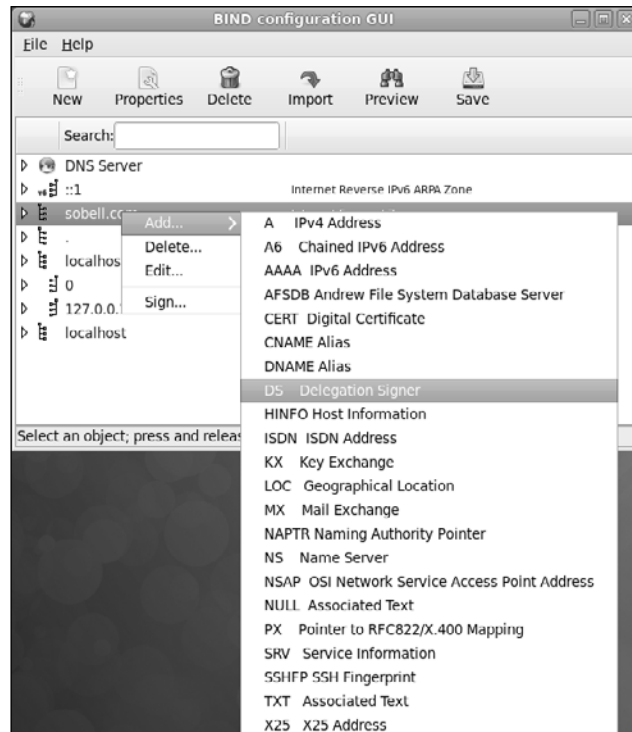 BIND configuration GUI
File Help
New Properties Delete Import Preview Save
Search:
DNS Server
v6 ::1 Internet Reverse IPv6 ARPA Zone
sobell.com
.
localhos
0
127.0.0.
localhost
Add...
Delete...
Edit...
Sign...
A IPv4 Address
A6 Chained IPv6 Address
AAAA IPv6 Address
AFSDB Andrew File System Database Server
CERT Digital Certificate
CNAME Alias
DNAME Alias
DS Delegation Signer
HINFO Host Information
ISDN ISDN Address
KX Key Exchange
LOC Geographical Location
MX Mail Exchange
NAPTR Naming Authority Pointer
NS Name Server
NSAP OSI Network Service Access Point Address
NULL Associated Text
PX Pointer to RFC822/X.400 Mapping
SRV Service Information
SSHFP SSH Fingerprint
TXT Associated Text
X25 X25 Address
Select an object; press and releas